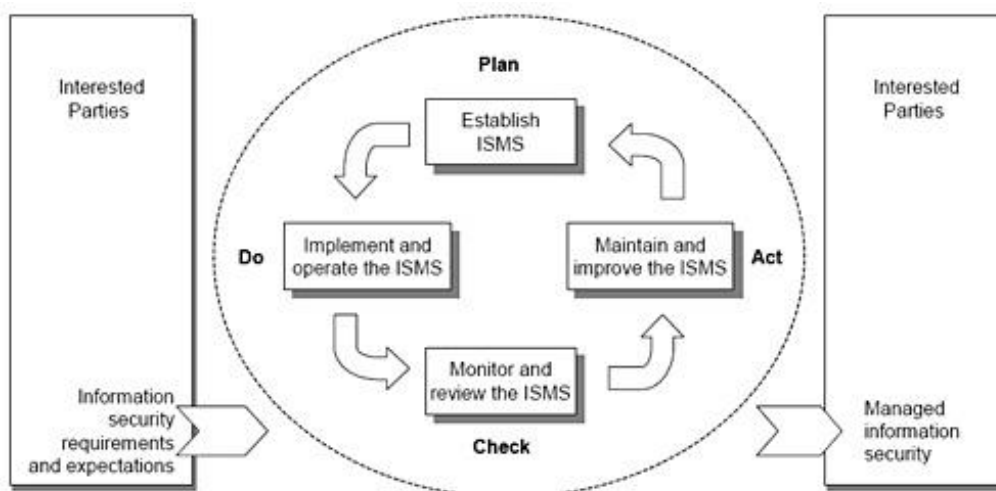 Interested
Parties
Information
security
requirements
and expectations
Plan
Establish
ISMS
Do
Implement and
operate the ISMS
Maintain and
improve the ISMS
Act
Monitor and
review the ISMS
Check
Interested
Parties
Managed
information
security